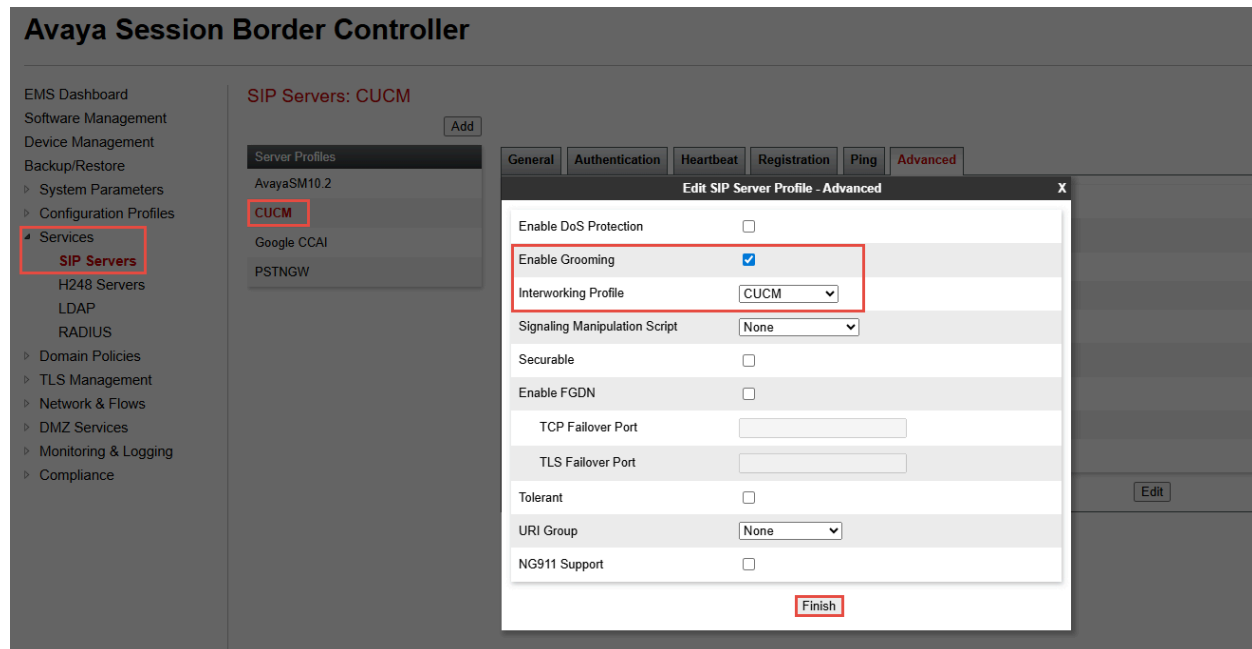 Avaya Session Border Controller
EMS Dashboard
Software Management
Device Management
Backup/Restore
System Parameters
Configuration Profiles
Services
SIP Servers
H248 Servers
LDAP
RADIUS
Domain Policies
TLS Management
Network & Flows
DMZ Services
Monitoring & Logging
Compliance
SIP Servers: CUCM
Add
Server Profiles
AvayaSM10.2
CUCM
Google CCAI
PSTNGW
General Authentication Heartbeat Registration Ping Advanced
Edit SIP Server Profile - Advanced X
Enable DoS Protection
Enable Grooming
Interworking Profile CUCM
Signaling Manipulation Script None
Securable
Enable FGDN
TCP Failover Port
TLS Failover Port
Tolerant
URI Group None
NG911 Support
Finish
Edit